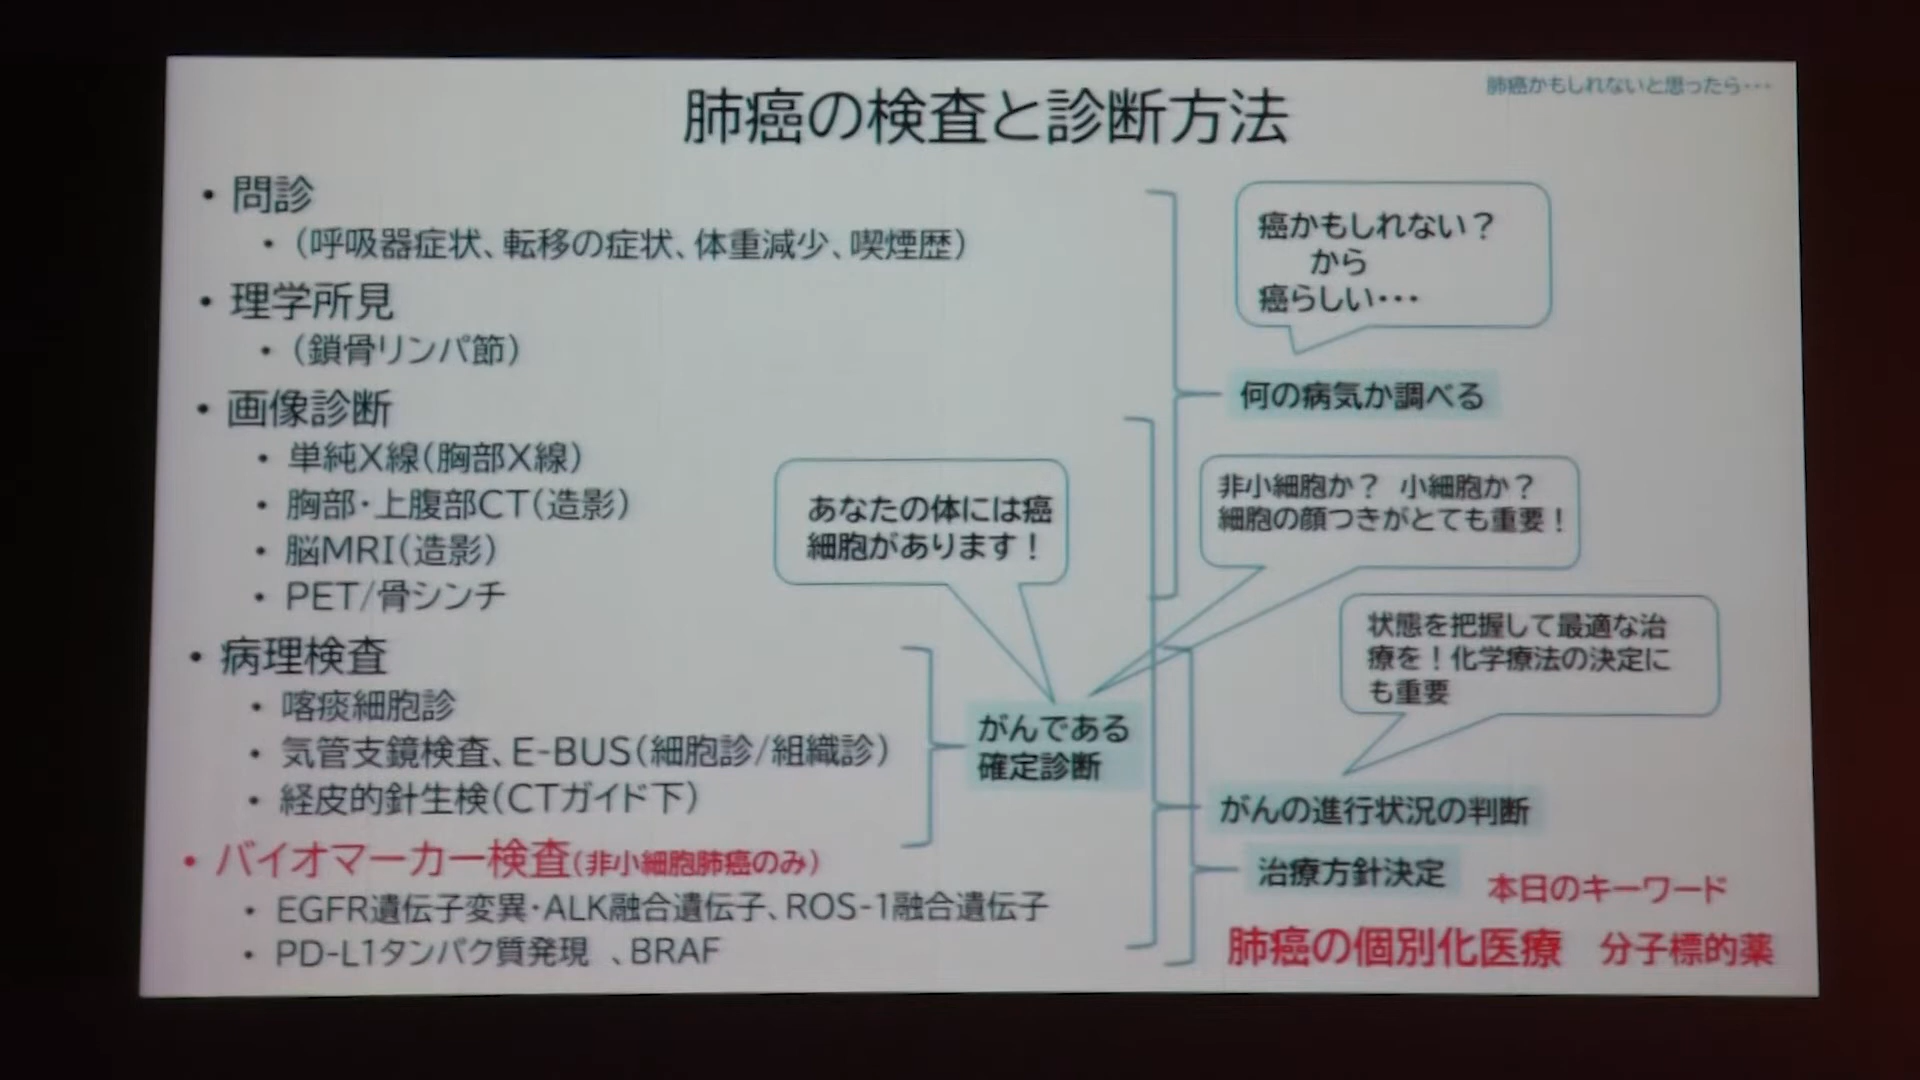 肺癌かもしれないと思ったら・・・
肺癌の検査と診断方法
・問診
・（呼吸器症状、転移の症状、体重減少、喫煙歴）
・理学所見
・（鎖骨リンパ節）
・画像診断
・単純X線（胸部X線）
・胸部・上腹部CT（造影）
・脳MRI（造影）
・PET/骨シンチ
・病理検査
・喀痰細胞診
・気管支鏡検査、E-BUS（細胞診/組織診）
・経皮的針生検（CTガイド下）
・バイオマーカー検査（非小細胞肺癌のみ）
・EGFR遺伝子変異・ALK融合遺伝子、ROS-1融合遺伝子
・PD-L1タンパク質発現 、BRAF
癌かもしれない？
から
癌らしい・・・
何の病気か調べる
あなたの体には癌
細胞があります！
非小細胞か？ 小細胞か？
細胞の顔つきがとても重要！
がんである
確定診断
状態を把握して最適な治
療を！化学療法の決定に
も重要
がんの進行状況の判断
治療方針決定
本日のキーワード
肺癌の個別化医療 分子標的薬